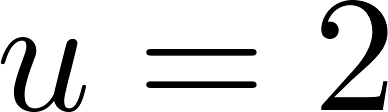 u = 2